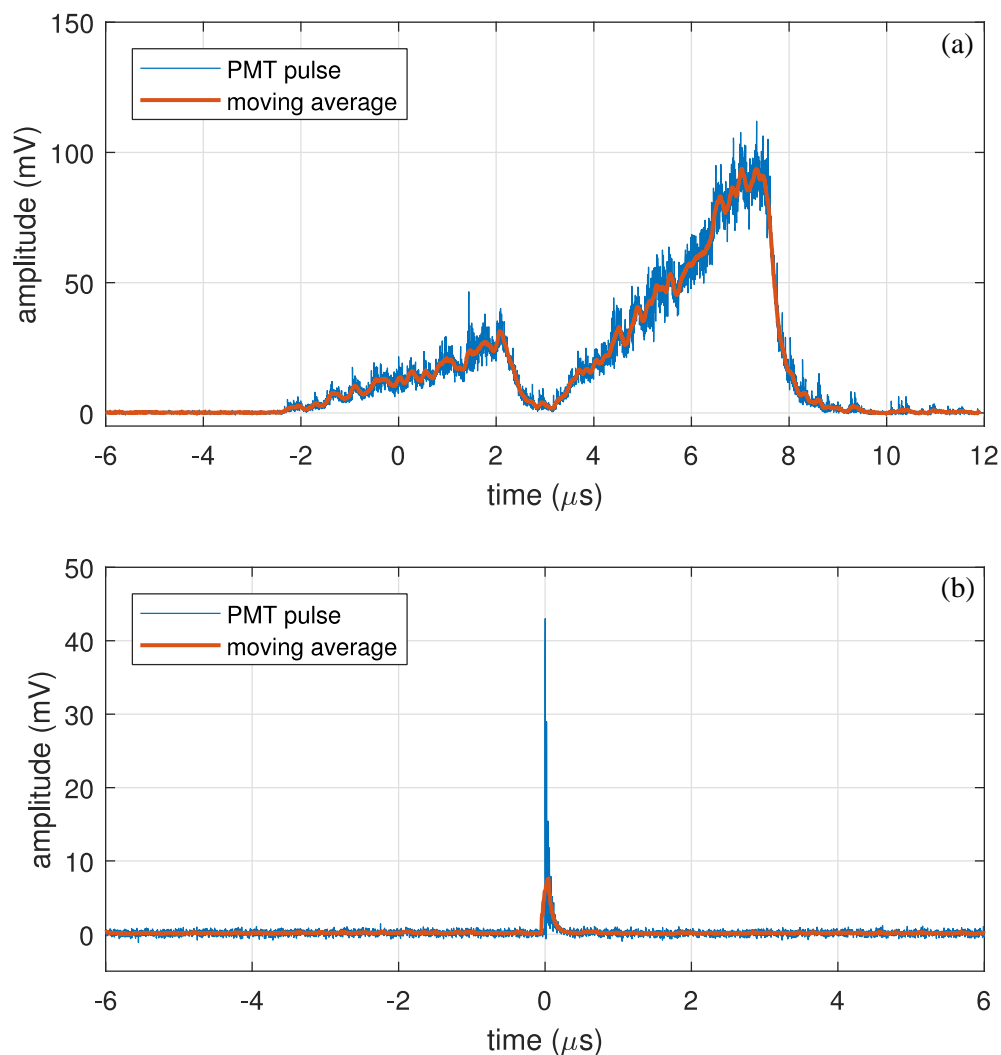 (a)
PMT pulse
moving average
amplitude (mV)
150
100
50
0
-6 -4 -2 0 2 4 6 8 10 12
time (μs)
(b)
PMT pulse
moving average
amplitude (mV)
50
40
30
20
10
0
-6 -4 -2 0 2 4 6
time (μs)